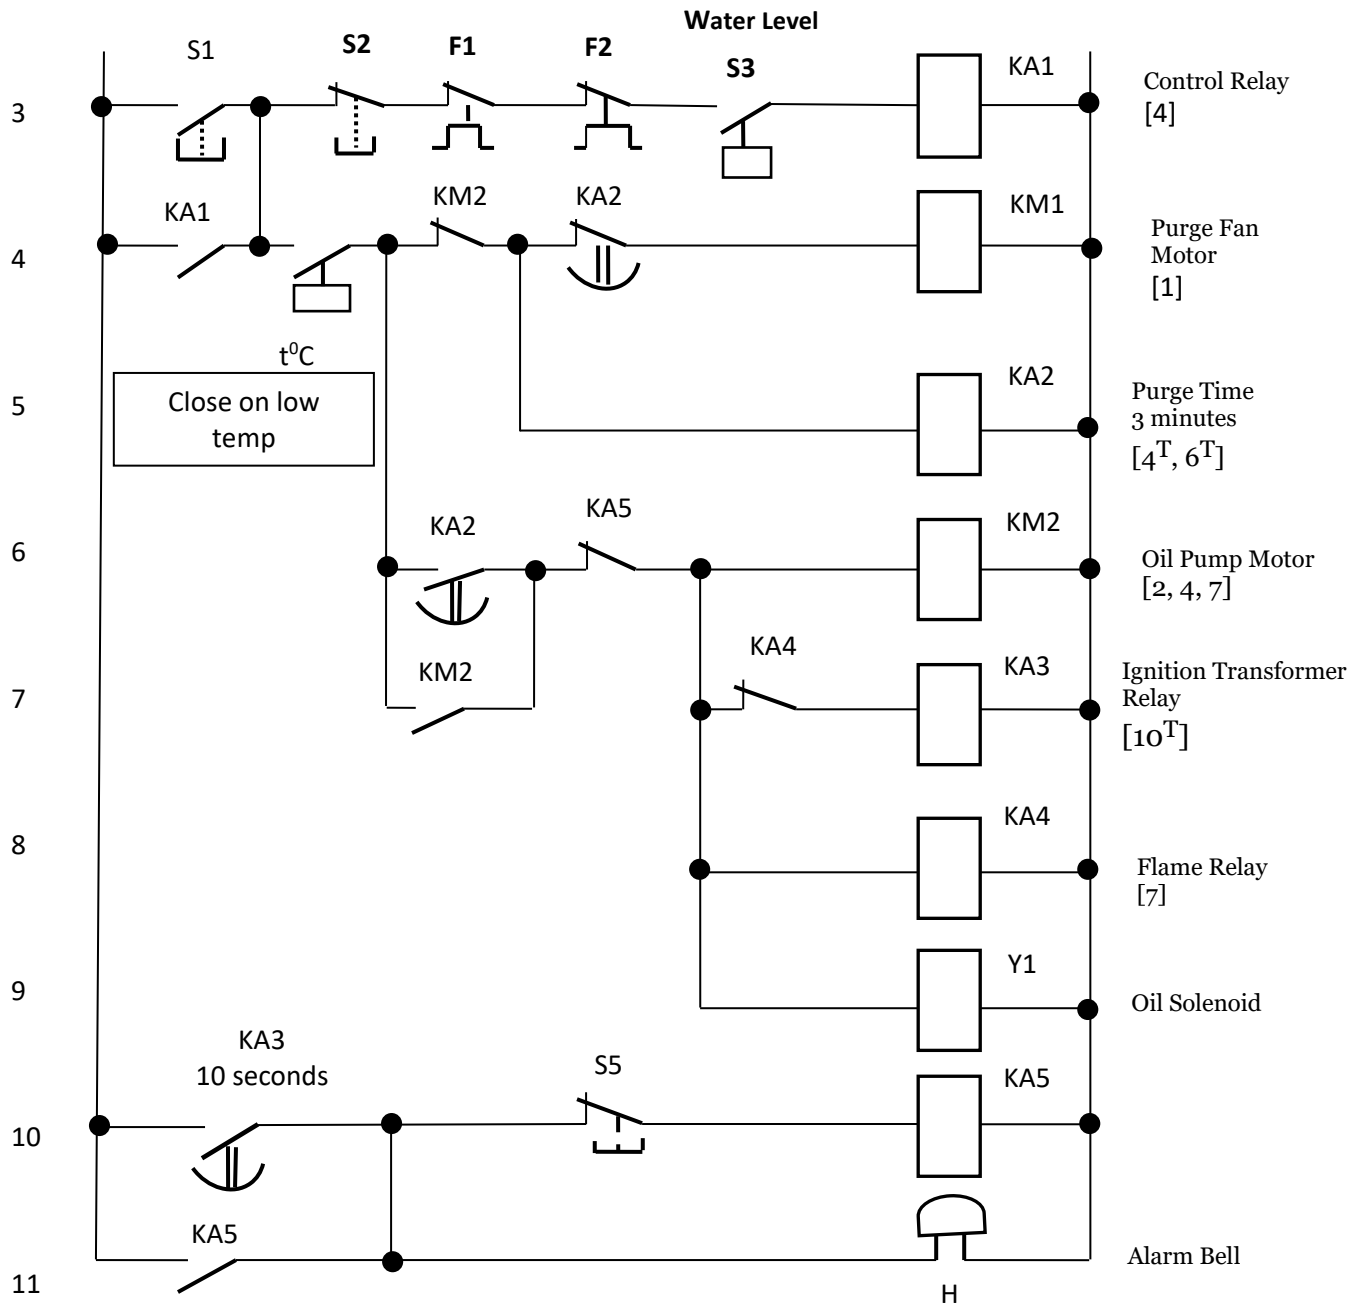 Water Level
S1
S2
F1
F2
S3
KA1
Control Relay
[4]
3
KA1
KM2
KA2
KM1
Purge Fan
Motor
[1]
4
t⁰C
Close on low
temp
KA2
Purge Time
3 minutes
[4ᵀ, 6ᵀ]
5
KA2
KA5
KM2
Oil Pump Motor
[2, 4, 7]
6
KM2
KA4
KA3
Ignition Transformer
Relay
[10ᵀ]
7
KA4
Flame Relay
[7]
8
Y1
Oil Solenoid
9
KA3
10 seconds
S5
KA5
10
KA5
Alarm Bell
11
H